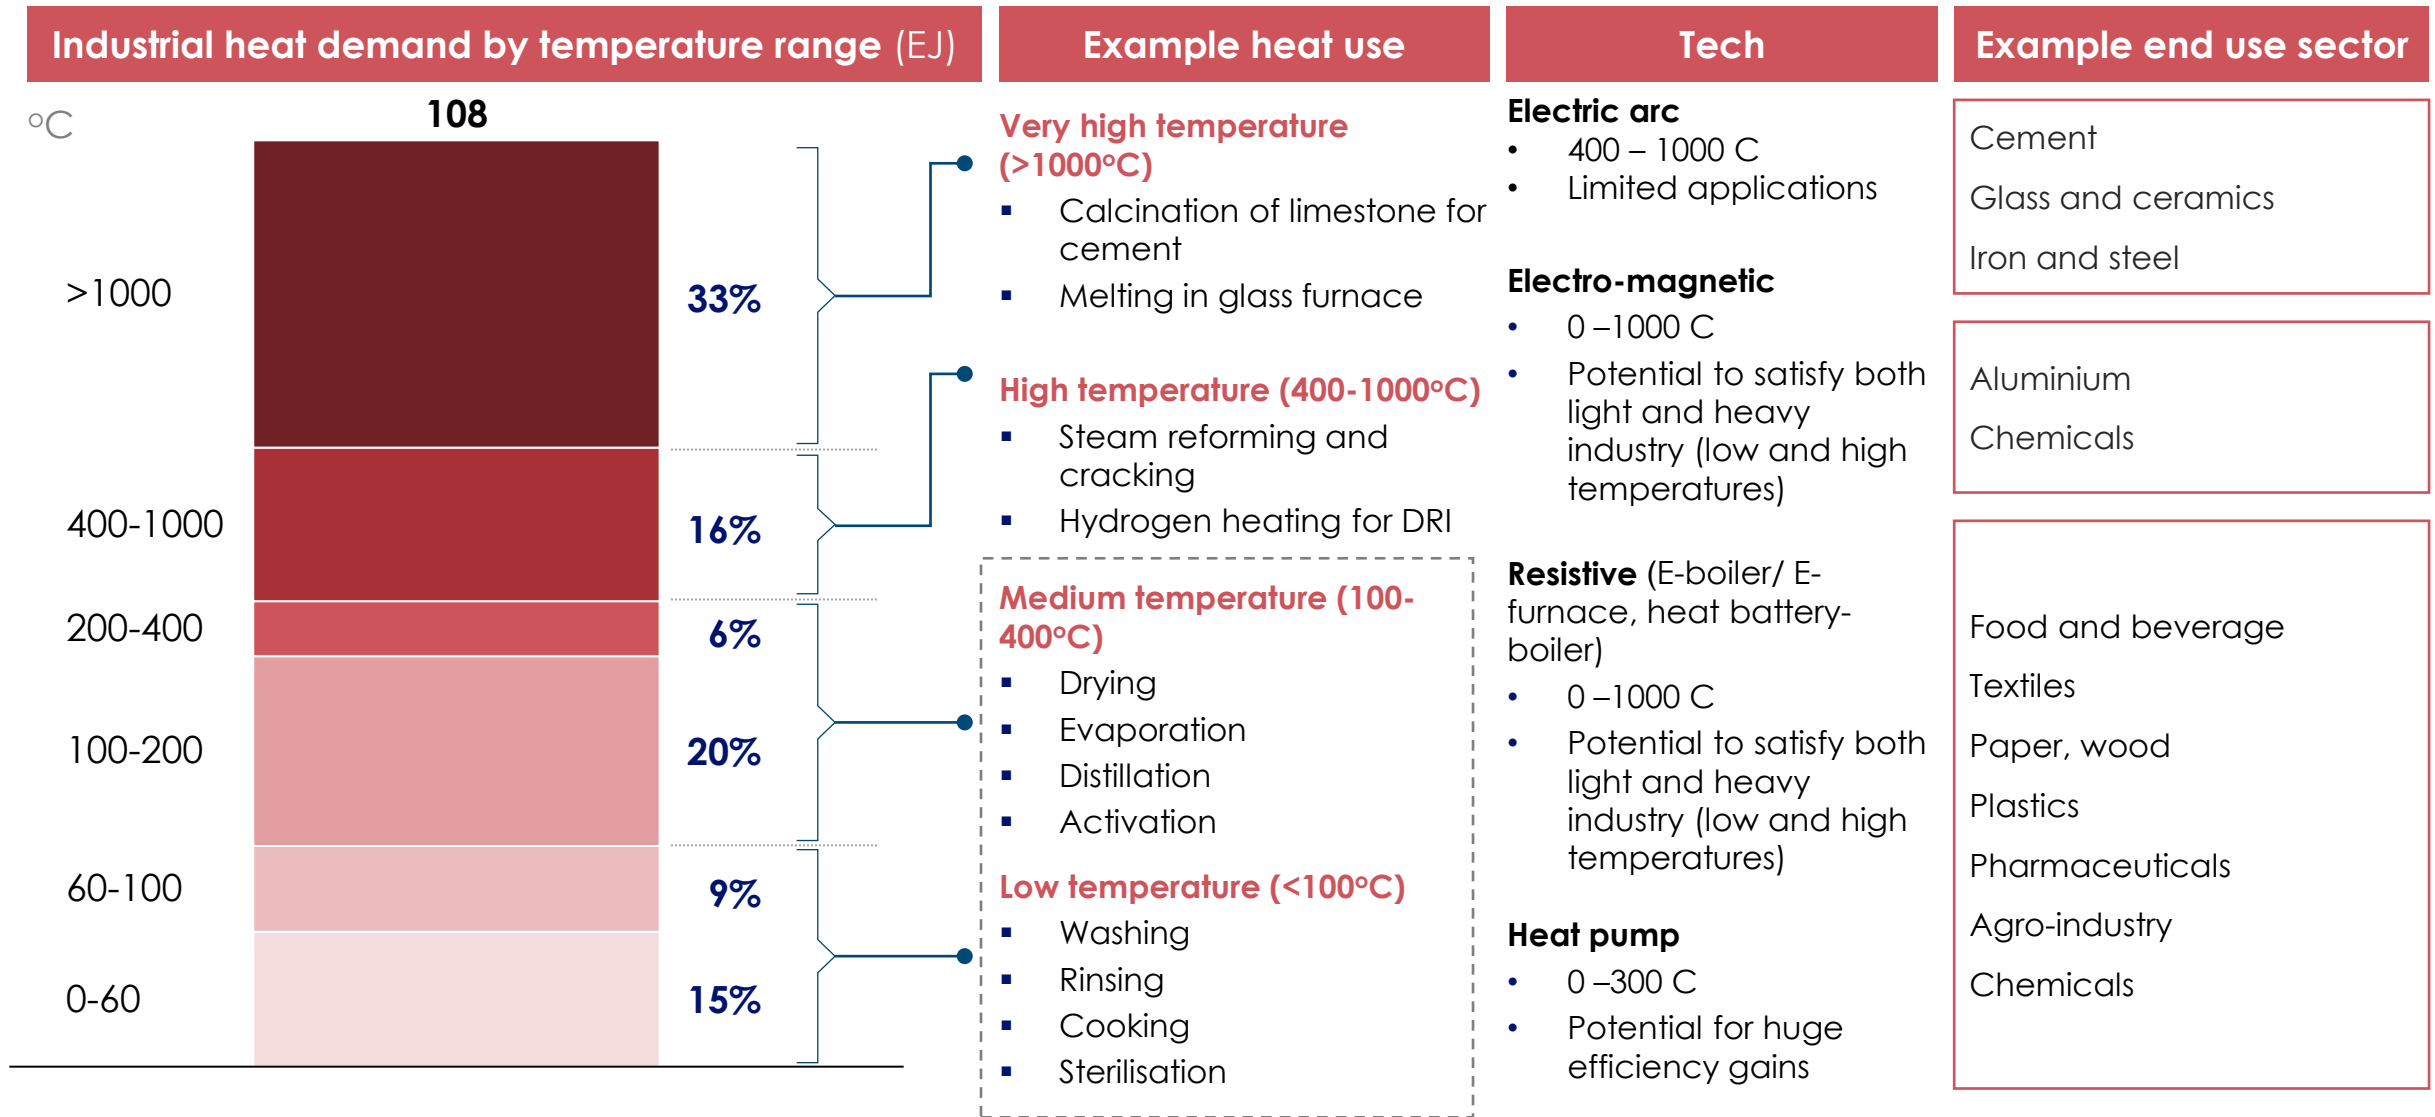 Industrial heat demand by temperature range (EJ)
Example heat use
Tech
Example end use sector
°C
108
>1000
33%
400-1000
16%
200-400
6%
100-200
20%
60-100
9%
0-60
15%
Very high temperature
(>1000°C)
▪ Calcination of limestone for
cement
▪ Melting in glass furnace
High temperature (400-1000°C)
▪ Steam reforming and
cracking
▪ Hydrogen heating for DRI
Medium temperature (100-
400°C)
▪ Drying
▪ Evaporation
▪ Distillation
▪ Activation
Low temperature (<100°C)
▪ Washing
▪ Rinsing
▪ Cooking
▪ Sterilisation
Electric arc
• 400 – 1000 C
• Limited applications
Electro-magnetic
• 0 –1000 C
• Potential to satisfy both
light and heavy
industry (low and high
temperatures)
Resistive (E-boiler/ E-
furnace, heat battery-
boiler)
• 0 –1000 C
• Potential to satisfy both
light and heavy
industry (low and high
temperatures)
Heat pump
• 0 –300 C
• Potential for huge
efficiency gains
Cement
Glass and ceramics
Iron and steel
Aluminium
Chemicals
Food and beverage
Textiles
Paper, wood
Plastics
Pharmaceuticals
Agro-industry
Chemicals